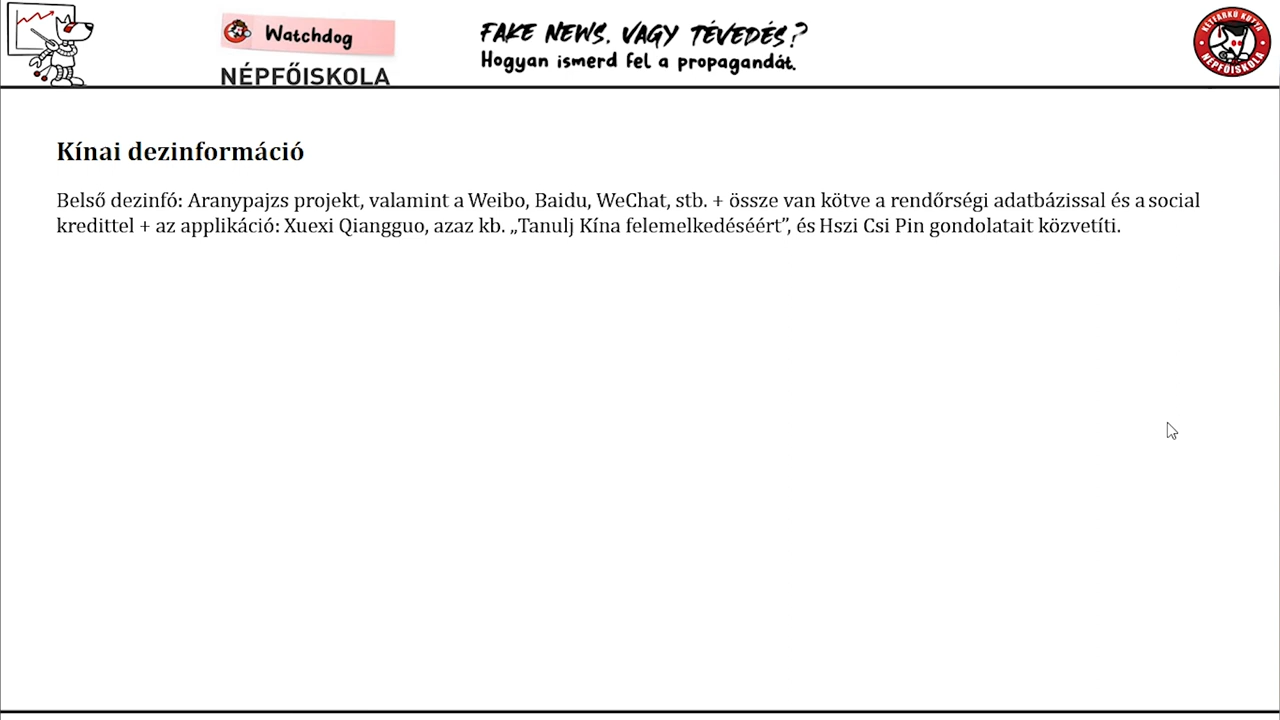 Watchdog
NÉPFŐISKOLA
FAKE NEWS, VAGY TÉVEDÉS?
Hogyan ismerd fel a propagandát.
KÉTFARKÚ KUTYA
NÉPFŐISKOLA
Kínai dezinformáció
Belső dezinfó: Aranypajzs projekt, valamint a Weibo, Baidu, WeChat, stb. + össze van kötve a rendőrségi adatbázissal és a social
kredittel + az applikáció: Xuexi Qiangguo, azaz kb. „Tanulj Kína felemelkedéséért”, és Hszi Csi Pin gondolatait közvetíti.